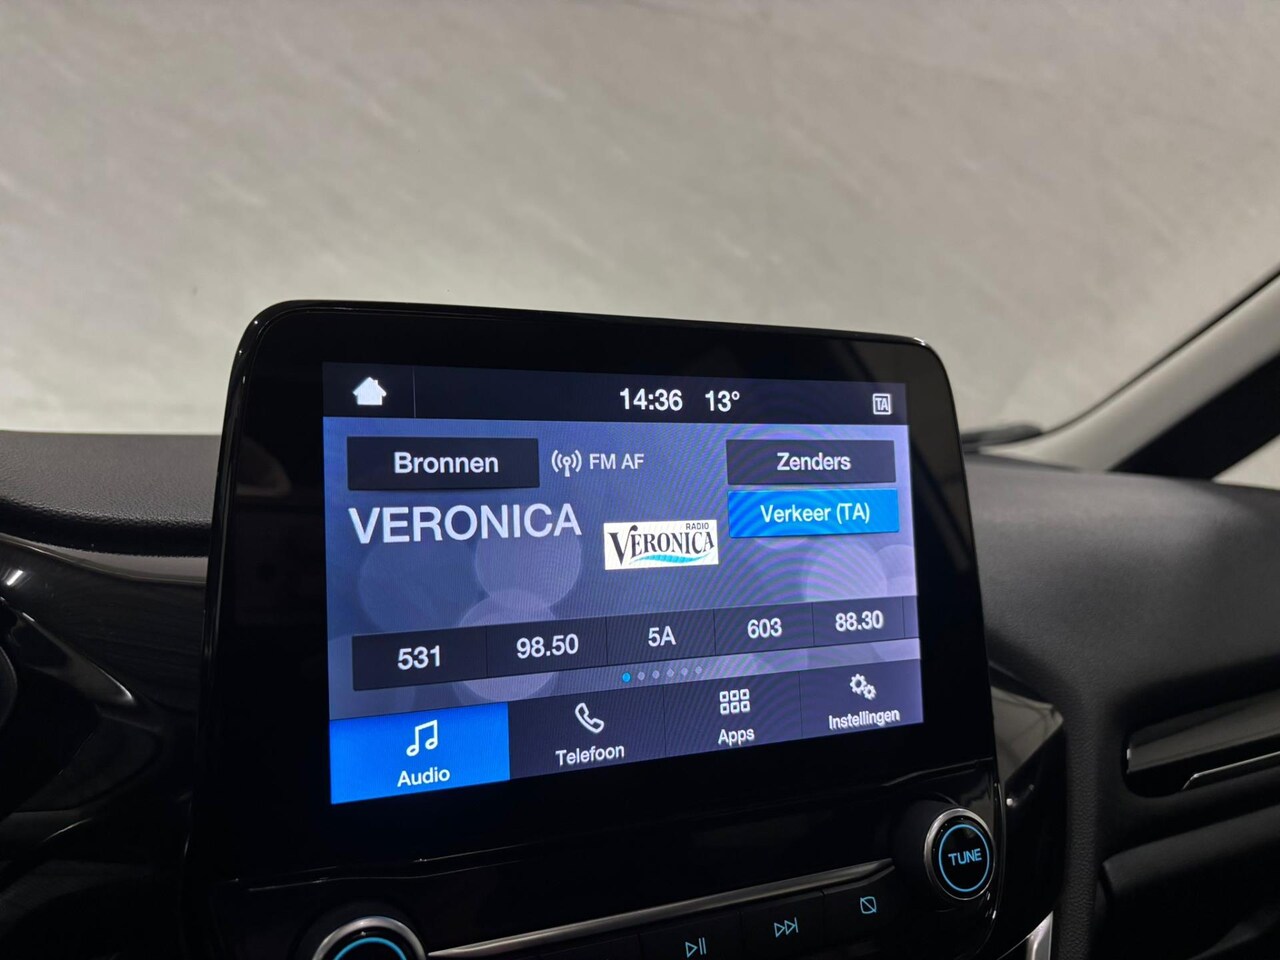 14:36 13°
TA
Bronnen
FM AF
Zenders
VERONICA
RADIO
VERONICA
Verkeer (TA)
531 98.50 5A 603 88.30
Audio
Telefoon
Apps
Instellingen
TUNE